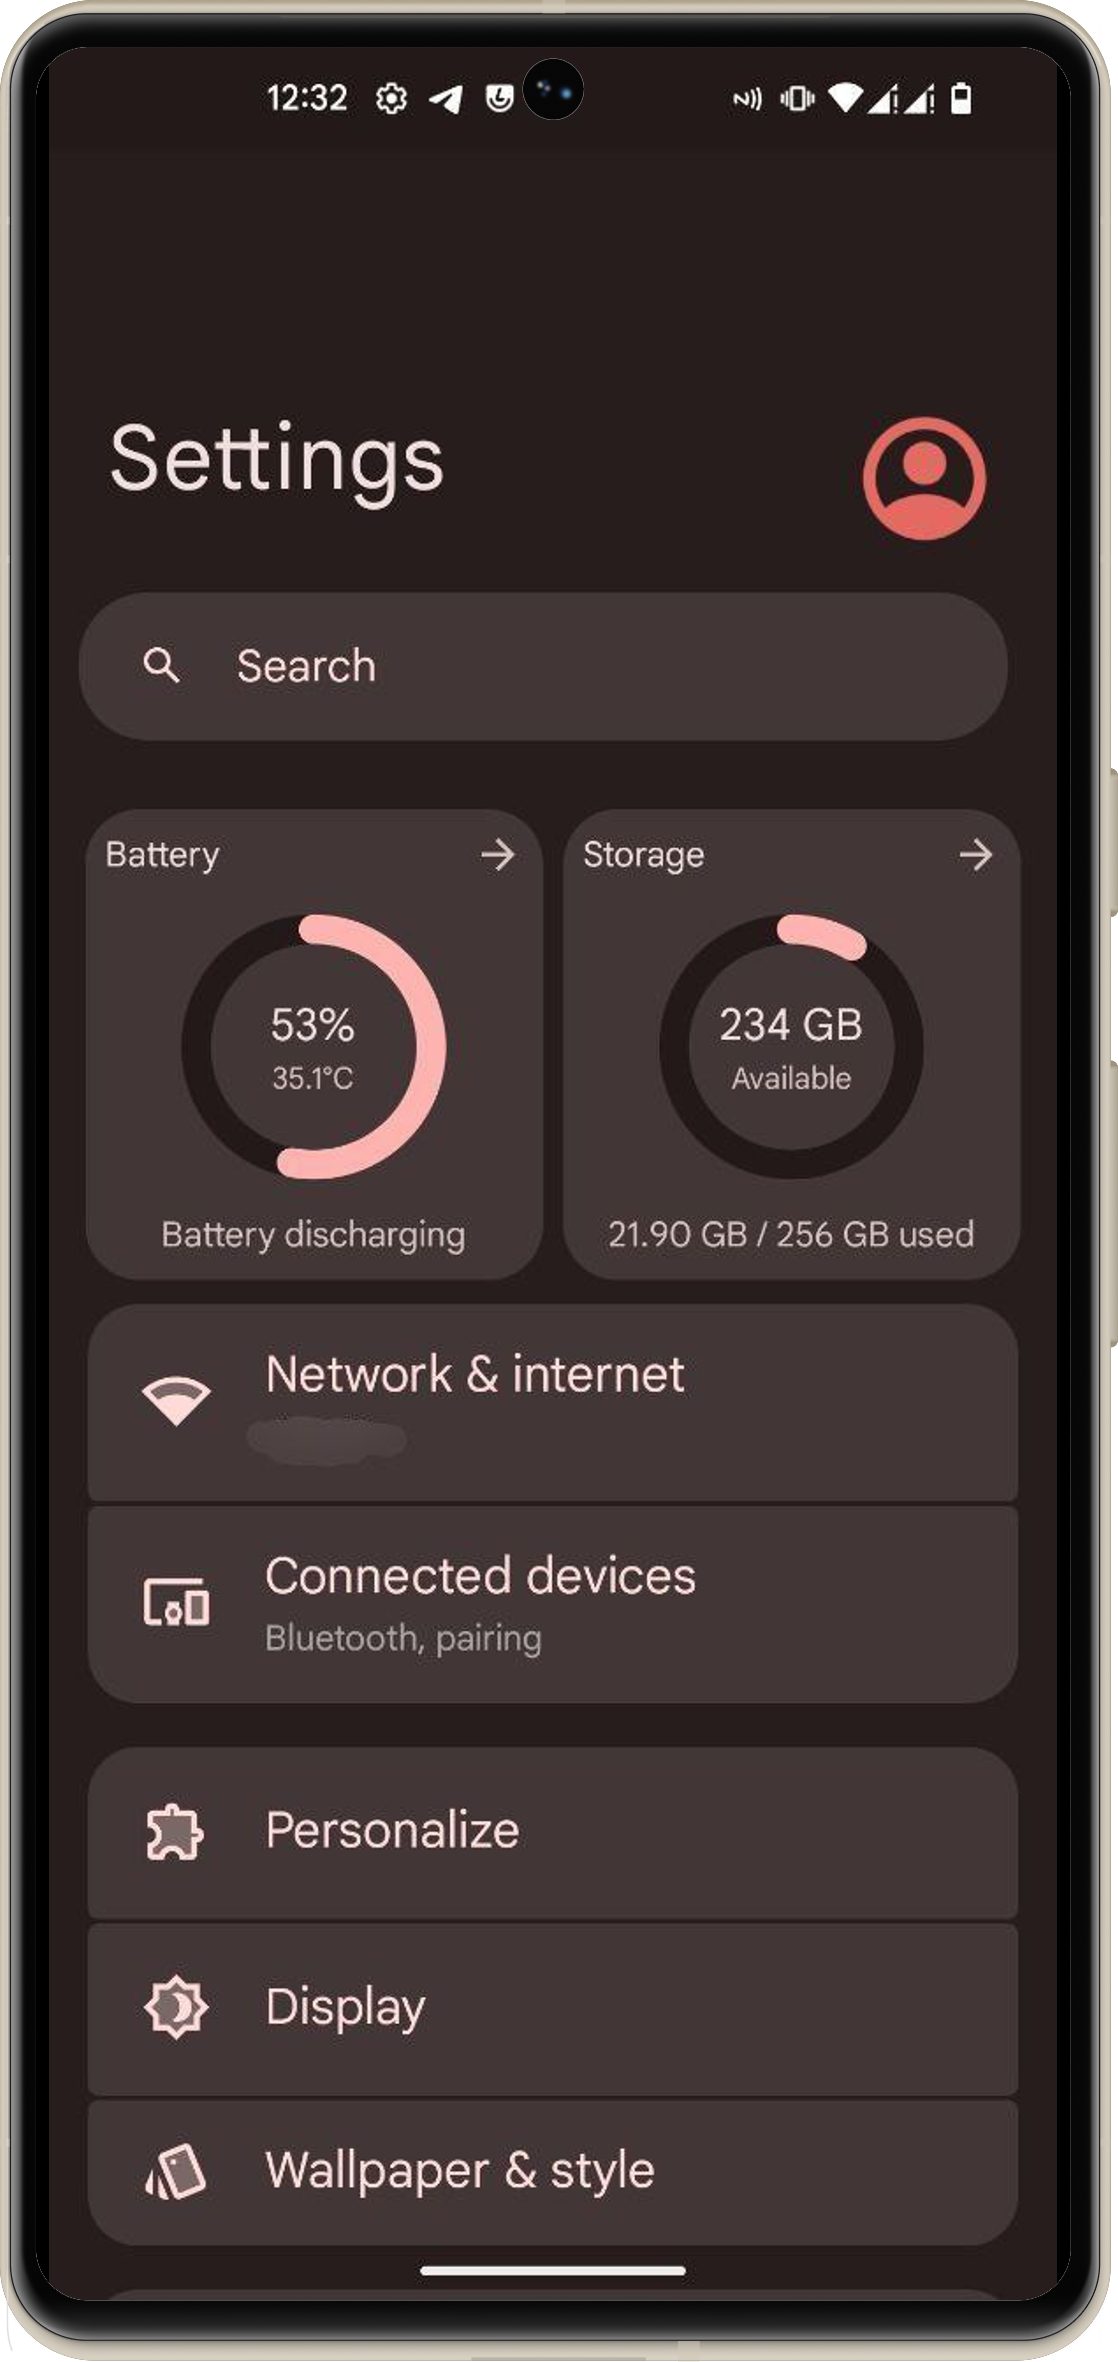 12:32
Settings
Search
Battery
53%
35.1°C
Battery discharging
Storage
234 GB
Available
21.90 GB / 256 GB used
Network & internet
Connected devices
Bluetooth, pairing
Personalize
Display
Wallpaper & style